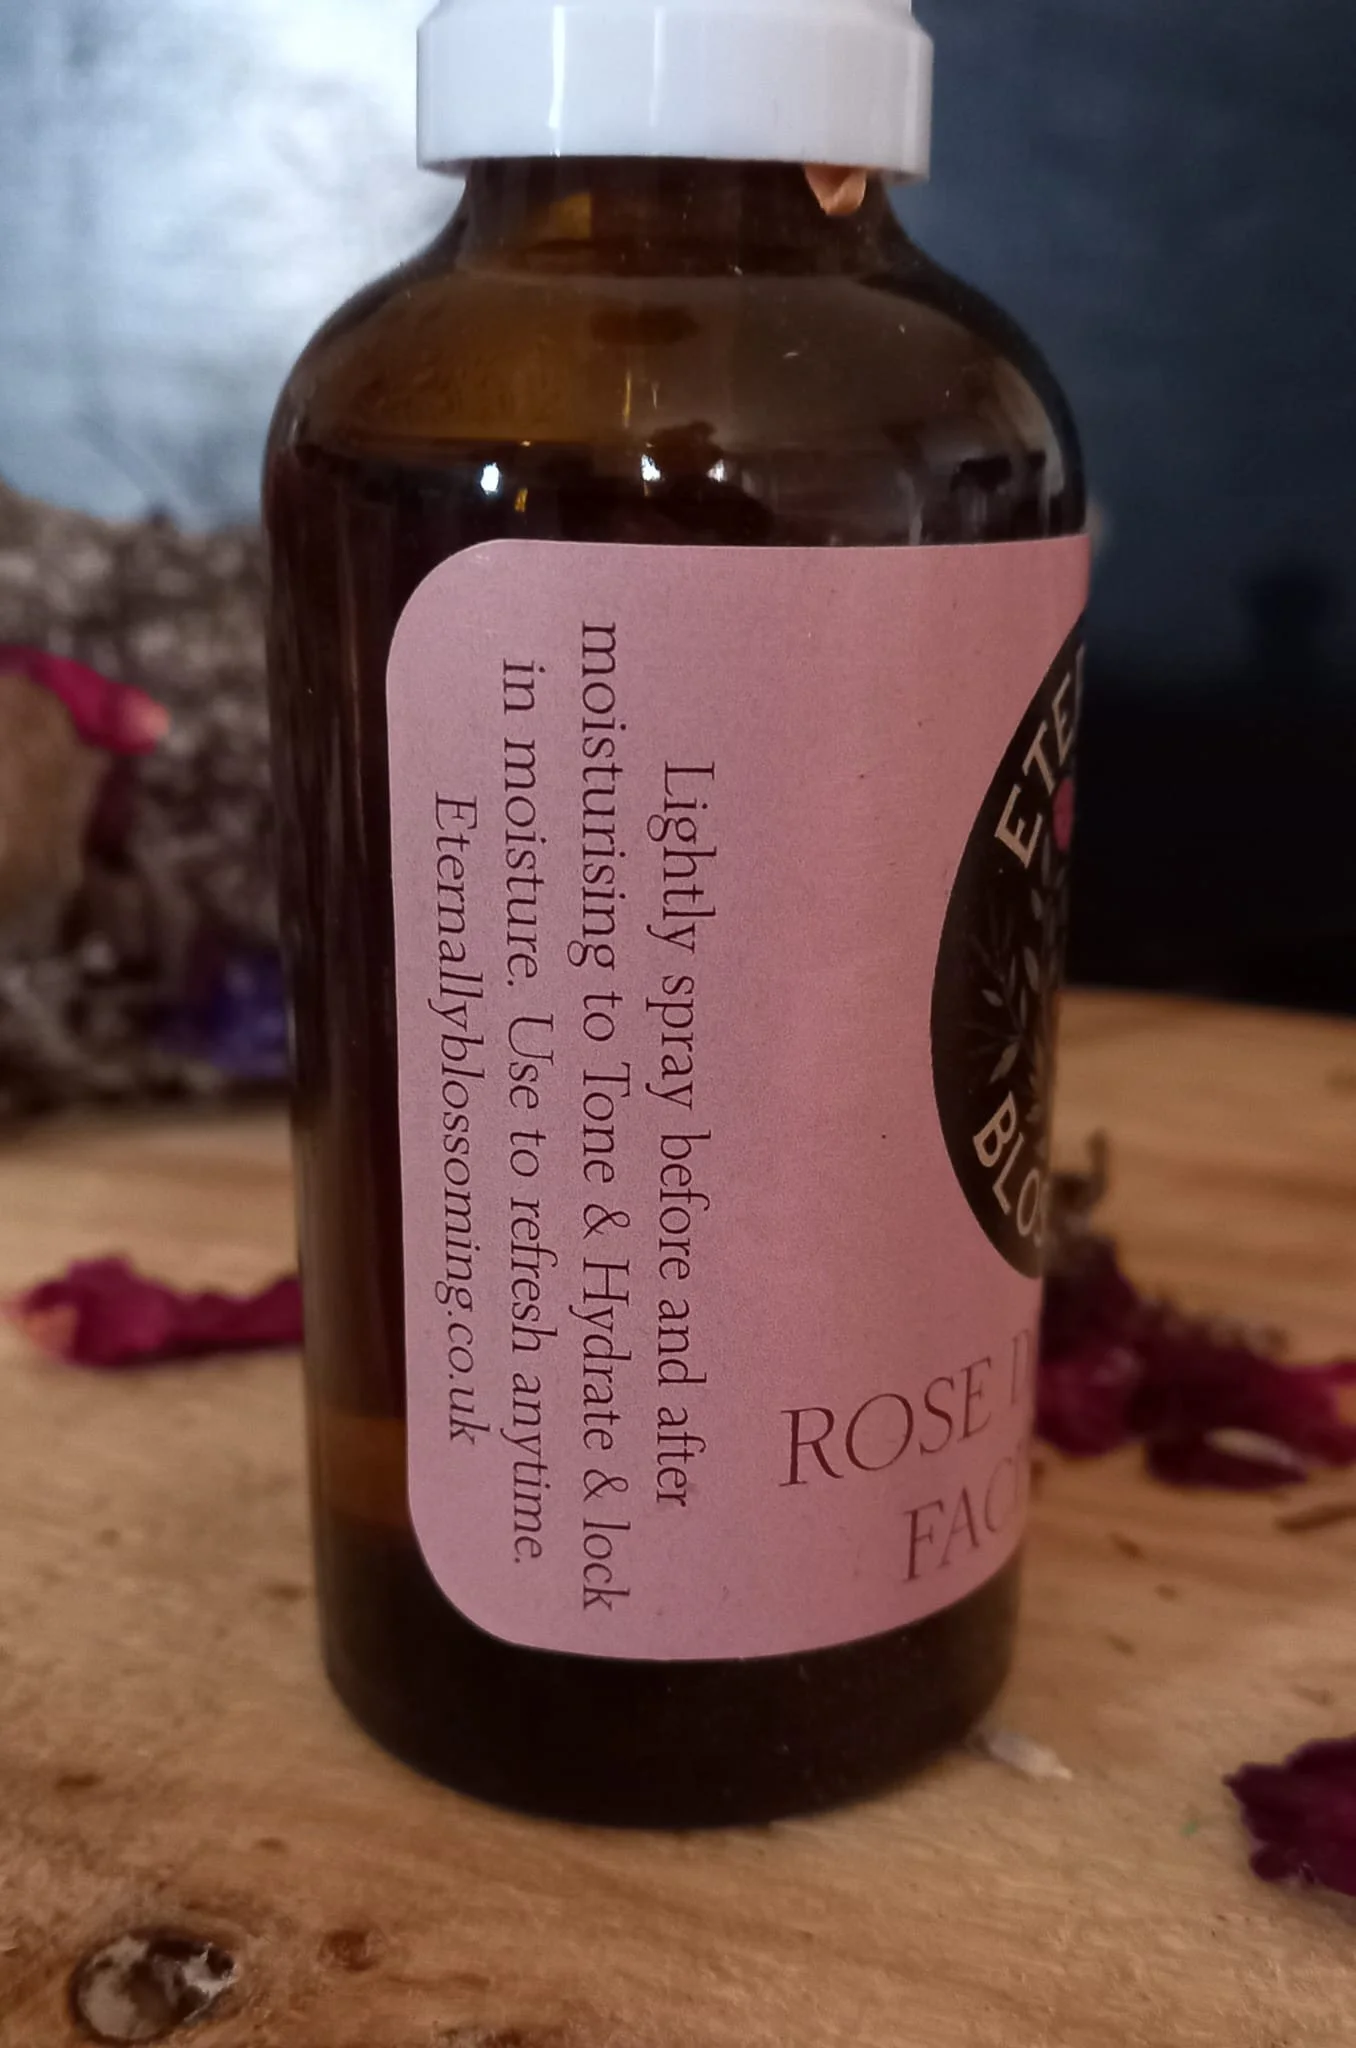 Lightly spray before and after
moisturising to Tone & Hydrate & lock
in moisture. Use to refresh anytime.
Eternallyblossoming.co.uk
ROSE